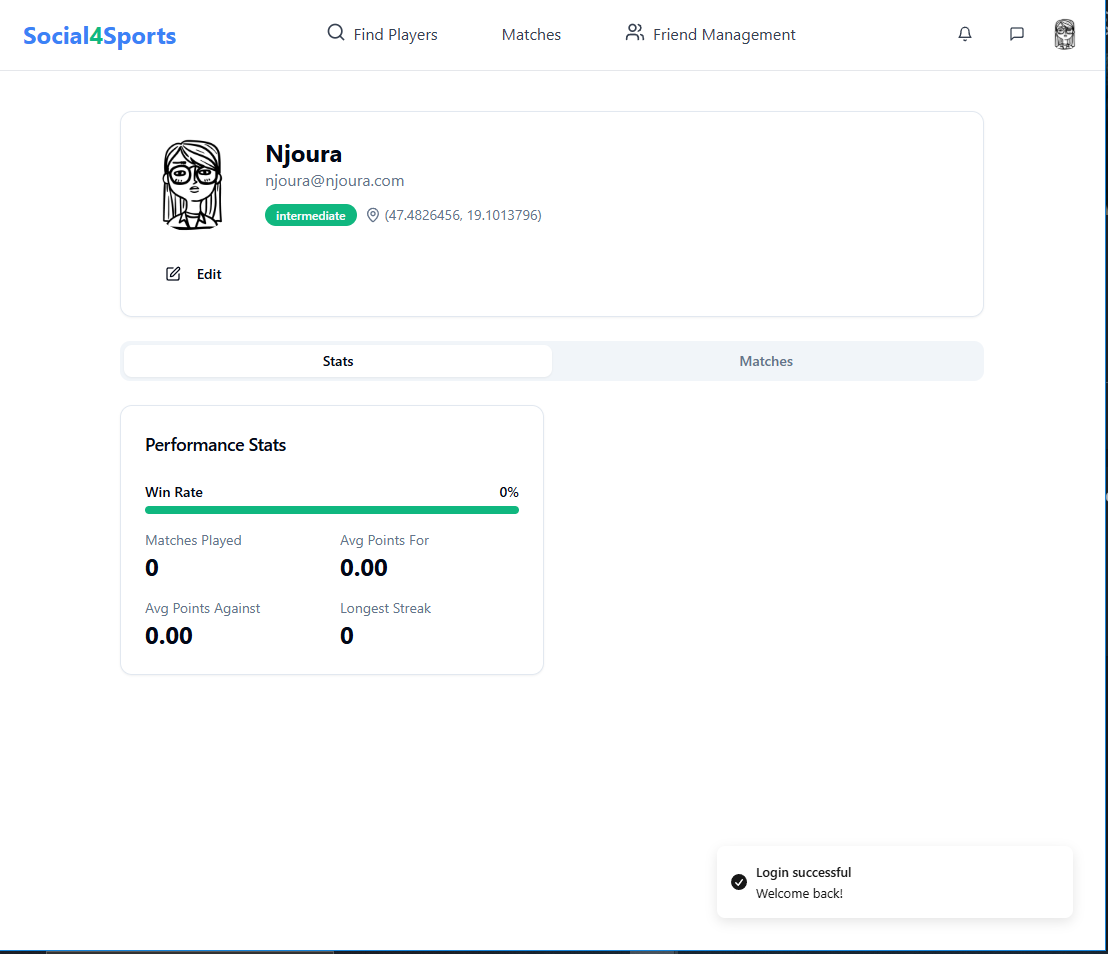 Social4Sports
Find Players
Matches
Friend Management
Njoura
njoura@njoura.com
intermediate
(47.4826456, 19.1013796)
Edit
Stats
Matches
Performance Stats
Win Rate
0%
Matches Played
Avg Points For
0
0.00
Avg Points Against
Longest Streak
0.00
0
Login successful
Welcome back!